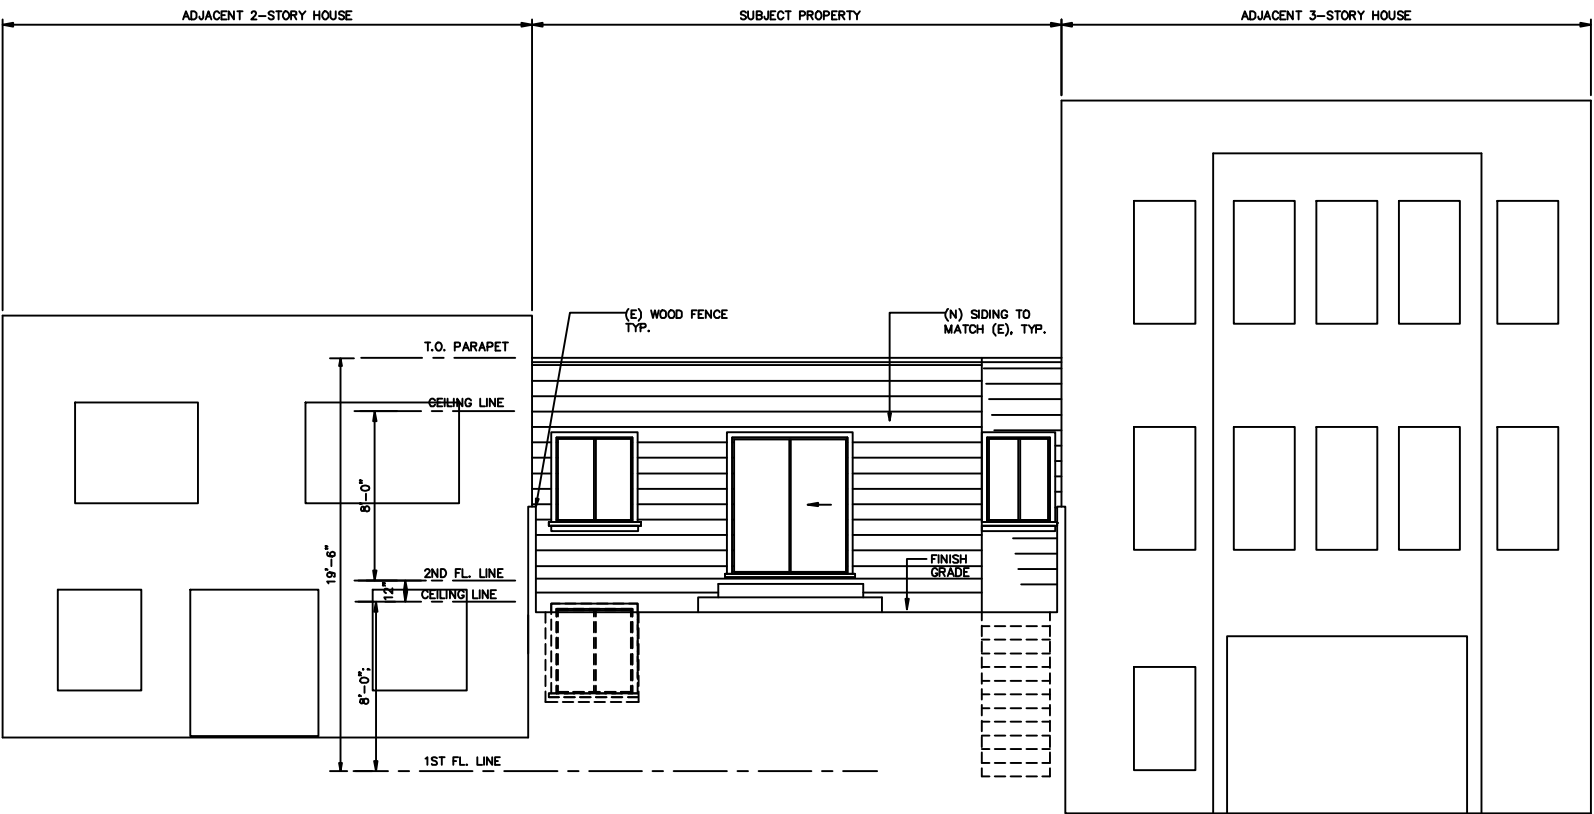 ADJACENT 2-STORY HOUSE
SUBJECT PROPERTY
ADJACENT 3-STORY HOUSE
(E) WOOD FENCE
TYP.
(N) SIDING TO
MATCH (E), TYP.
T.O. PARAPET
CEILING LINE
8'-0"
19'-6"
2ND FL. LINE
12"
CEILING LINE
FINISH
GRADE
8'-0";
1ST FL. LINE